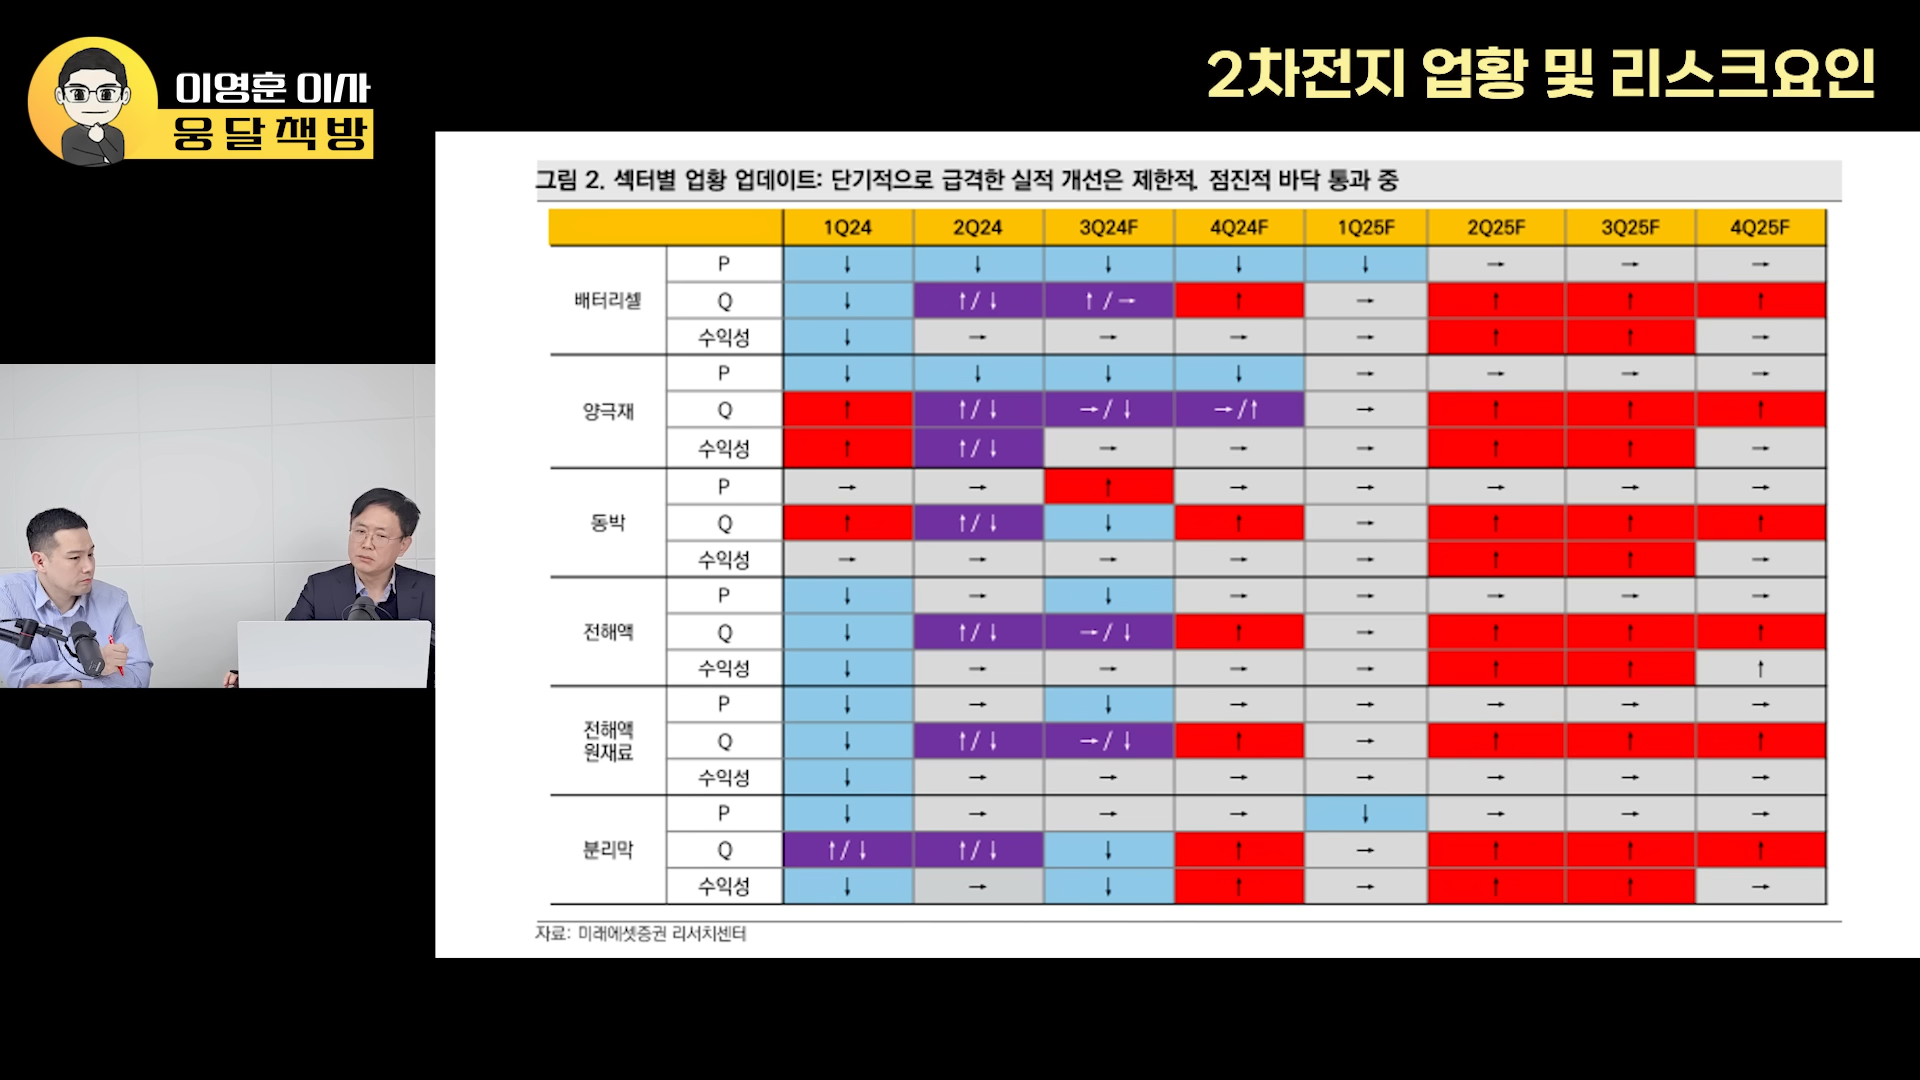 이영훈 이사
웅달책방
2차전지 업황 및 리스크요인
그림 2. 섹터별 업황 업데이트: 단기적으로 급격한 실적 개선은 제한적. 점진적 바닥 통과 중
1Q24 2Q24 3Q24F 4Q24F 1Q25F 2Q25F 3Q25F 4Q25F
배터리셀
P ↓ ↓ ↓ ↓ ↓ → → →
Q ↓ ↑/↓ ↑/→ ↑ → ↑ ↑ ↑
수익성 ↓ → → → → ↑ ↑ →
양극재
P ↓ ↓ ↓ ↓ → → → →
Q ↑ ↑/↓ →/↓ →/↑ → ↑ ↑ ↑
수익성 ↑ ↑/↓ → → → ↑ ↑ →
동박
P → → ↑ → → → → →
Q ↑ ↑/↓ ↓ ↑ → ↑ ↑ ↑
수익성 → → → → → ↑ ↑ →
전해액
P ↓ → ↓ → → → → →
Q ↓ ↑/↓ →/↓ ↑ → ↑ ↑ ↑
수익성 ↓ → → → → ↑ ↑ ↑
전해액
원재료
P ↓ → ↓ → → → → →
Q ↓ ↑/↓ →/↓ ↑ → ↑ ↑ ↑
수익성 ↓ → → → → → → →
분리막
P ↓ → → → ↓ → → →
Q ↑/↓ ↑/↓ ↓ ↑ → ↑ ↑ ↑
수익성 ↓ → ↓ ↑ → ↑ ↑ →
자료: 미래에셋증권 리서치센터